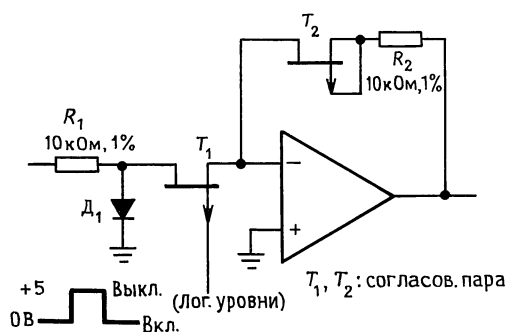 T₂
R₂
10кОм,1%
R₁
10кОм, 1%
T₁
Д₁
−
+
+5
Выкл.
0В
Вкл.
(Лог. уровни)
T₁, T₂: согласов. пара